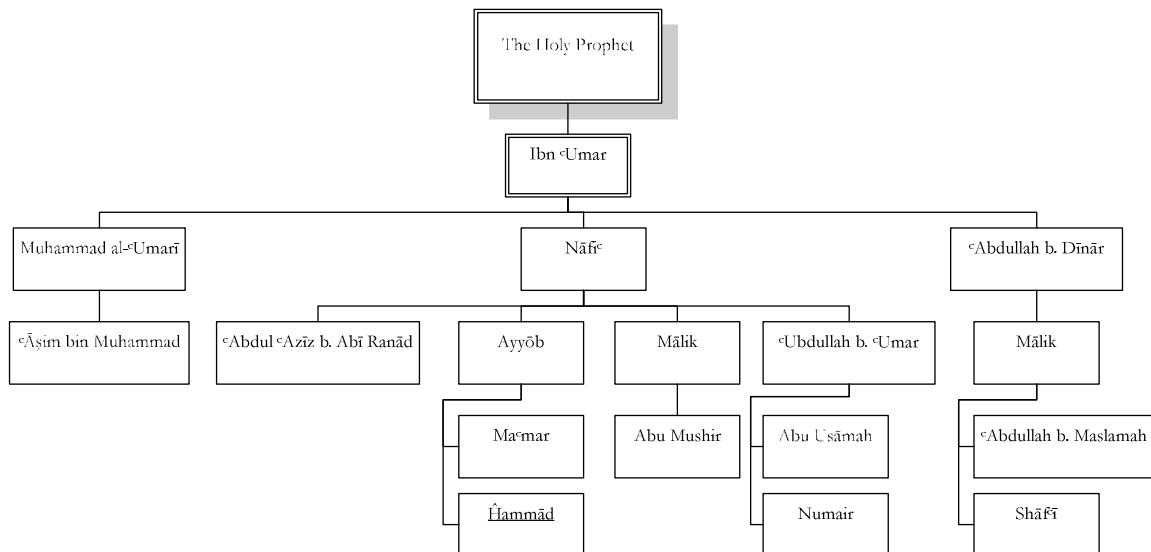 The Holy Prophet
Ibn ᶜUmar
Muhammad al-ᶜUmarī
Nāfiᶜ
ᶜAbdullah b. Dīnār
ᶜĀṣim bin Muhammad
ᶜAbdul ᶜAzīz b. Abī Ranād
Ayyōb
Mālik
ᶜUbdullah b. ᶜUmar
Mālik
Maᶜmar
Abu Mushir
Abu Usāmah
ᶜAbdullah b. Maslamah
Ĥammād
Numair
Shāfᶜī